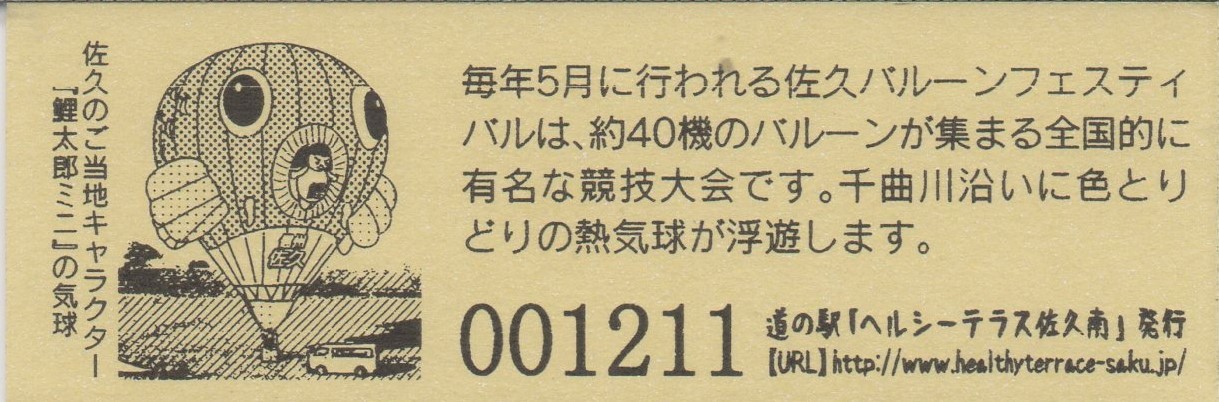 佐久のご当地キャラクター
『鯉太郎ミニ』の気球
佐久
毎年5月に行われる佐久バルーンフェスティ
バルは、約40機のバルーンが集まる全国的に
有名な競技大会です。千曲川沿いに色とり
どりの熱気球が浮遊します。
001211
道の駅「ヘルシーテラス佐久南」発行
【URL】http://www.healthyterrace-saku.jp/